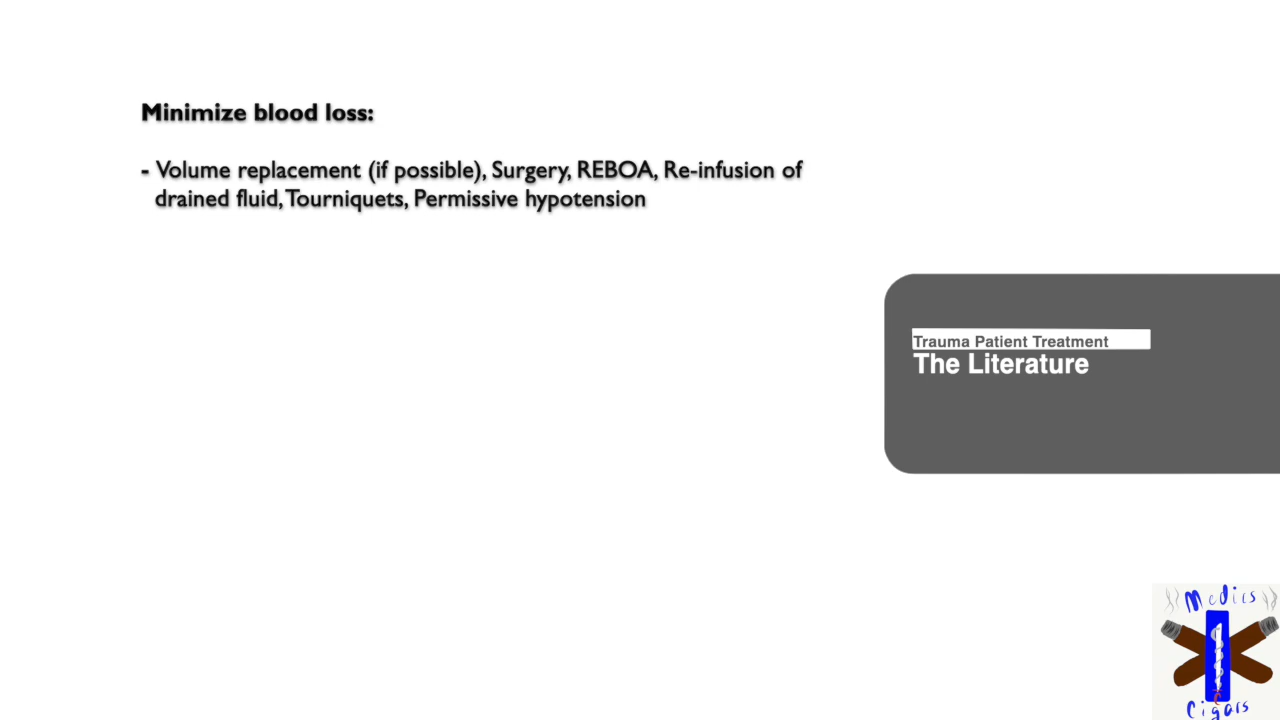 Minimize blood loss:
- Volume replacement (if possible), Surgery, REBOA, Re-infusion of
drained fluid, Tourniquets, Permissive hypotension
Trauma Patient Treatment
The Literature
Medics
Cigars